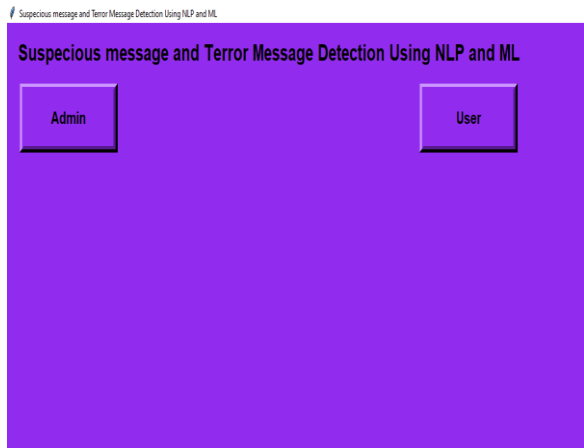 Suspecious message and Terror Message Detection Using NLP and ML
Suspecious message and Terror Message Detection Using NLP and ML
Admin
User